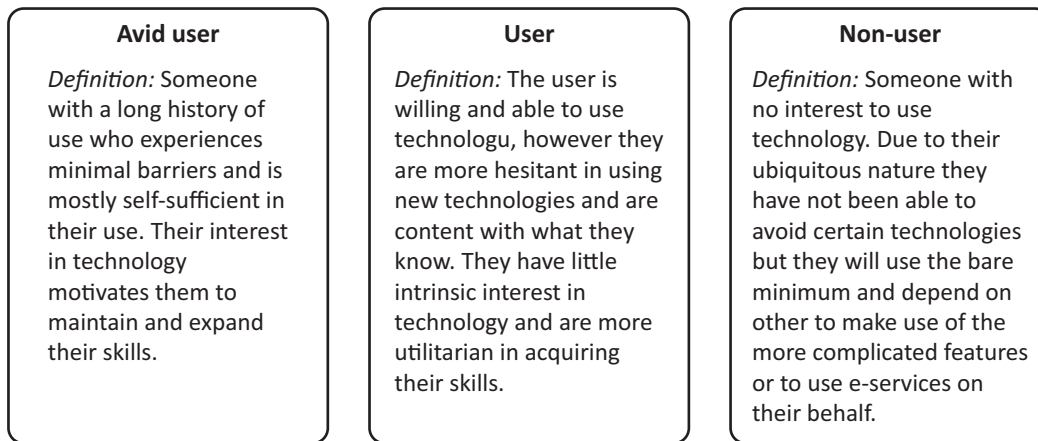 Avid user
Definition: Someone
with a long history of
use who experiences
minimal barriers and is
mostly self-sufficient in
their use. Their interest
in technology
motivates them to
maintain and expand
their skills.
User
Definition: The user is
willing and able to use
technologu, however they
are more hesitant in using
new technologies and are
content with what they
know. They have little
intrinsic interest in
technology and are more
utilitarian in acquiring
their skills.
Non-user
Definition: Someone with
no interest to use
technology. Due to their
ubiquitous nature they
have not been able to
avoid certain technologies
but they will use the bare
minimum and depend on
other to make use of the
more complicated features
or to use e-services on
their behalf.